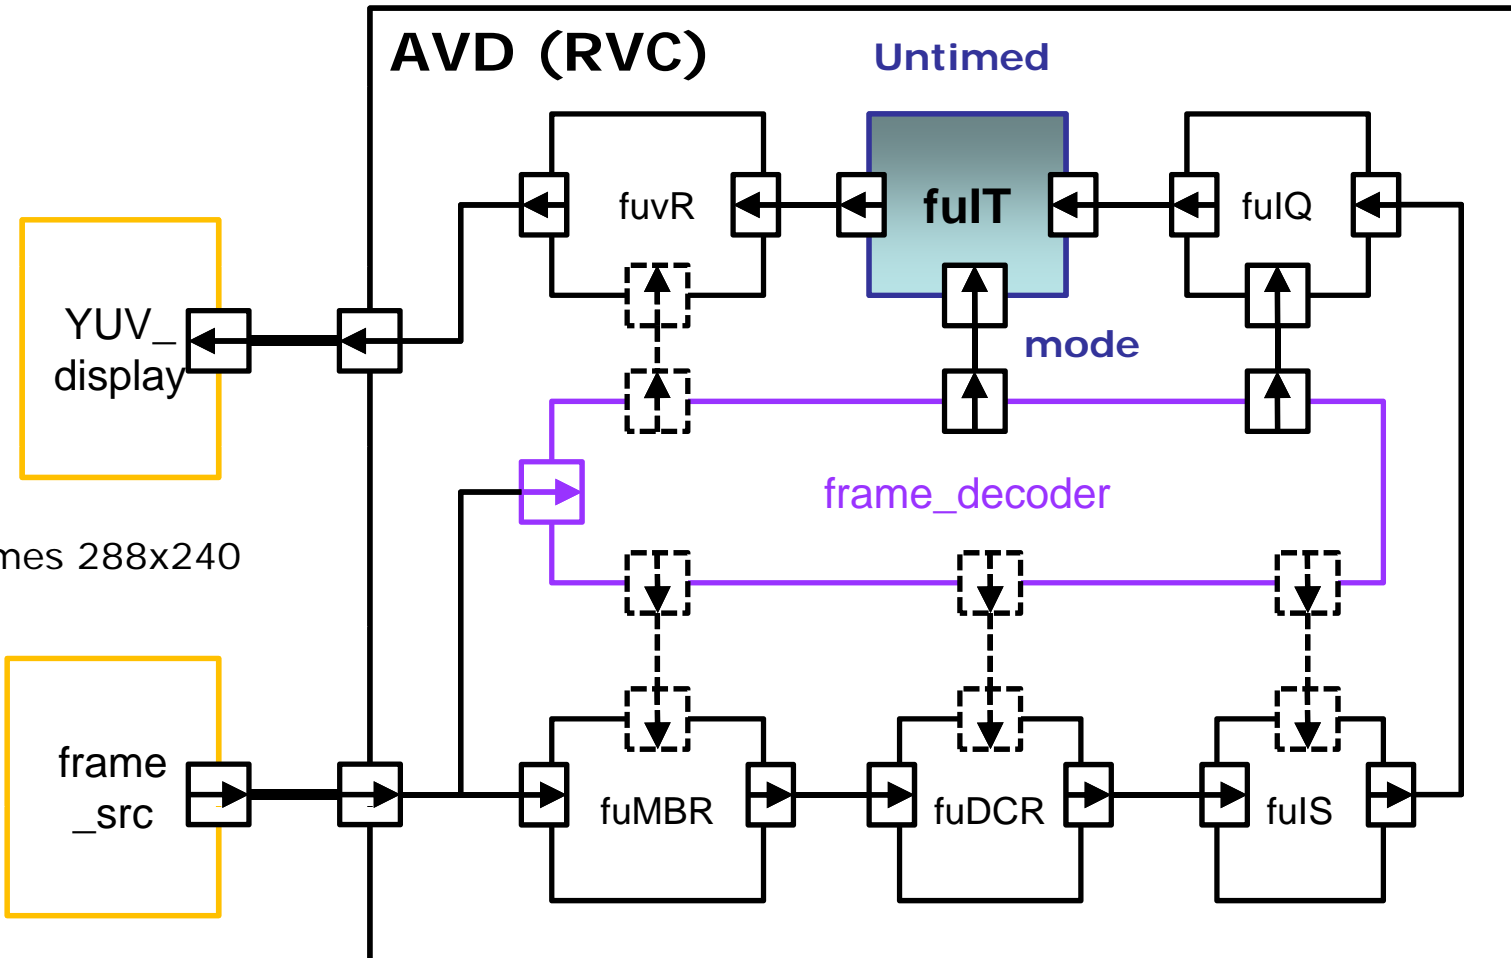 AVD (RVC)
Untimed
fuvR
fuIT
fuIQ
YUV_
display
mode
frame_decoder
mes 288x240
frame
_src
fuMBR
fuDCR
fuIS